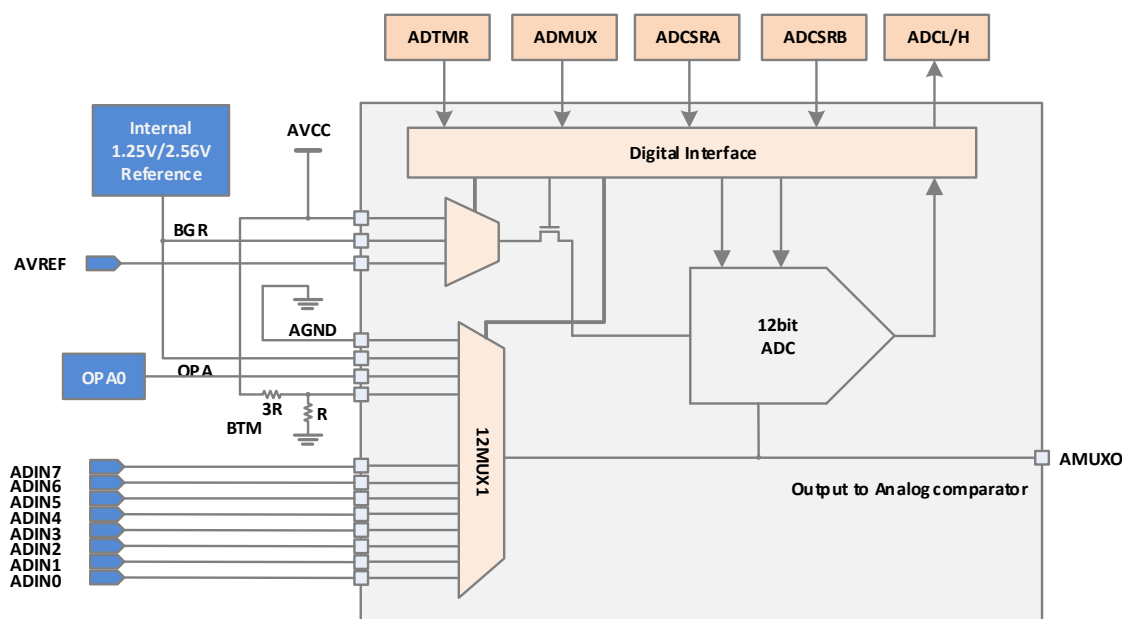 ADTMR
ADMUX
ADCSRA
ADCSRB
ADCL/H
Internal
1.25V/2.56V
Reference
AVCC
Digital Interface
BGR
AVREF
AGND
12bit
ADC
OPA0
OPA
3R
R
BTM
12MUX1
ADIN7
ADIN6
ADIN5
ADIN4
ADIN3
ADIN2
ADIN1
ADIN0
AMUXO
Output to Analog comparator